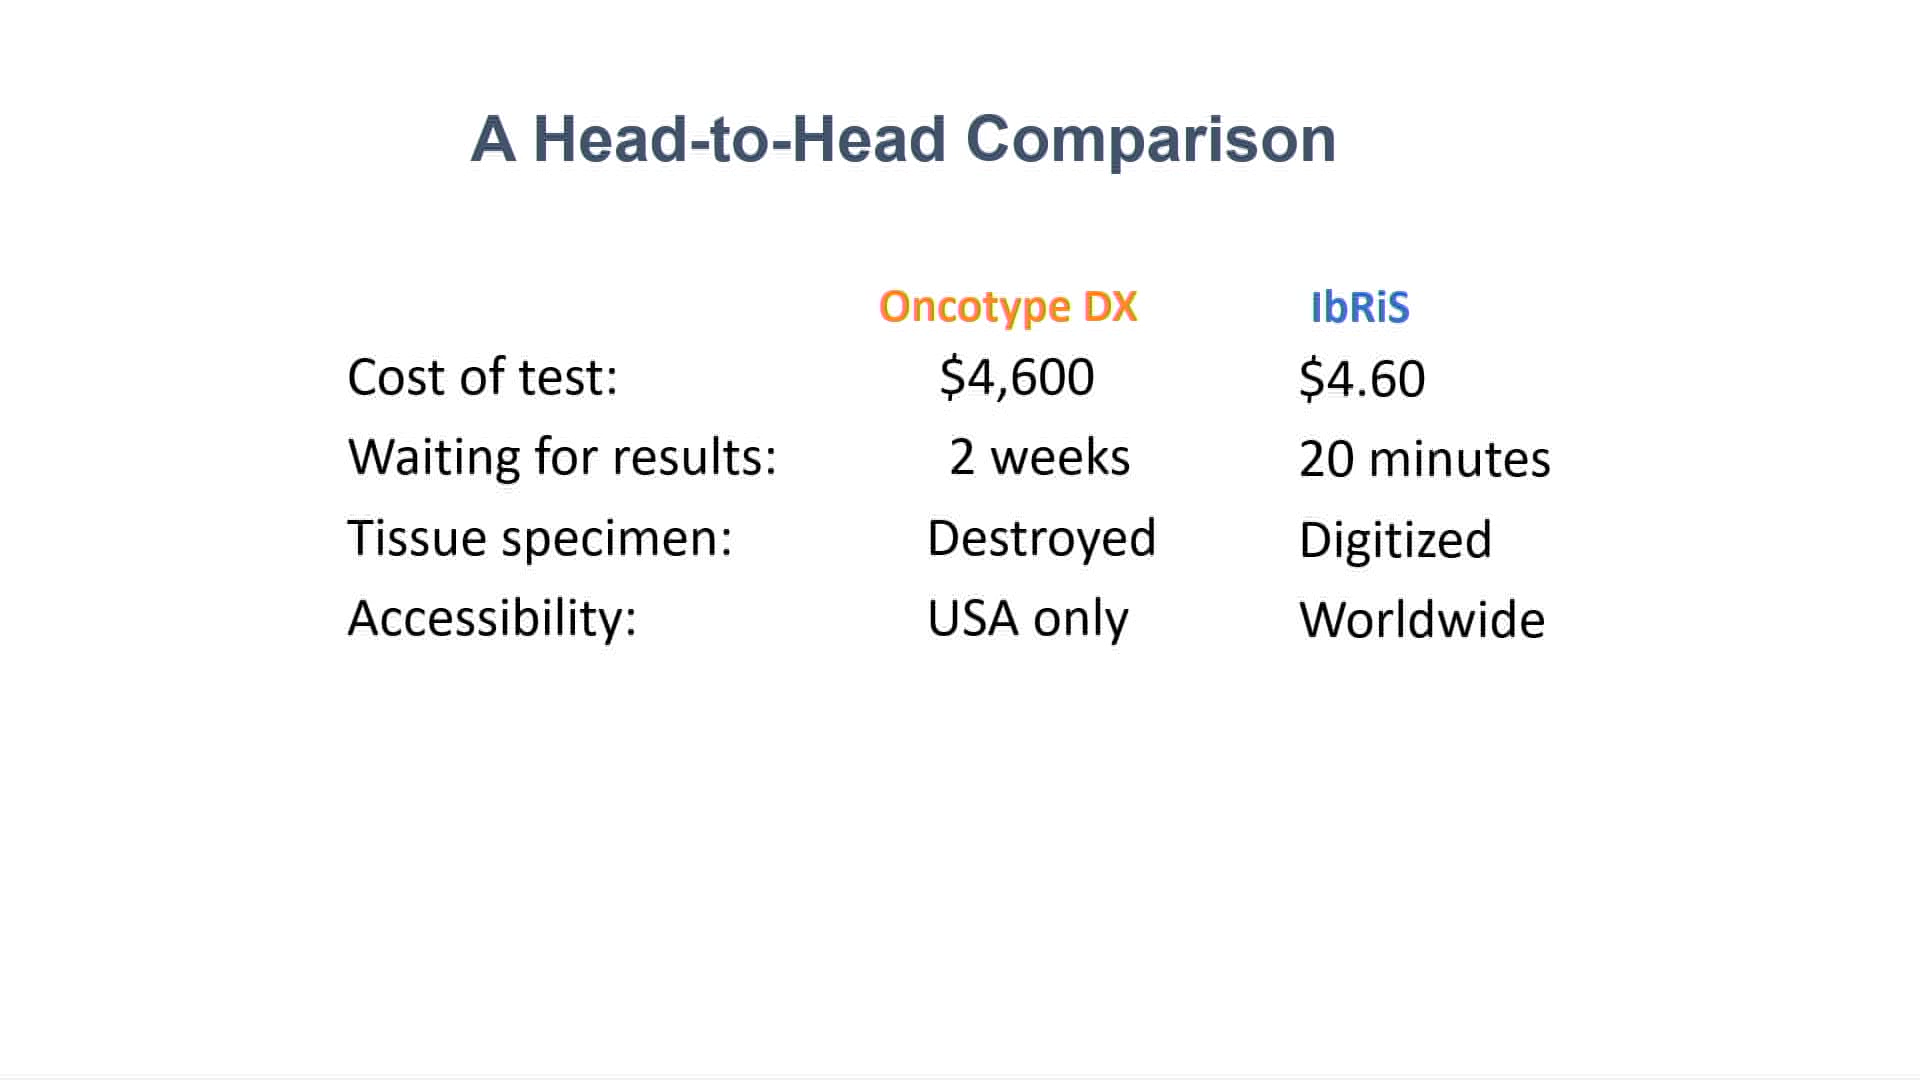 A Head-to-Head Comparison
Oncotype DX IbRiS
Cost of test: $4,600 $4.60
Waiting for results: 2 weeks 20 minutes
Tissue specimen: Destroyed Digitized
Accessibility: USA only Worldwide